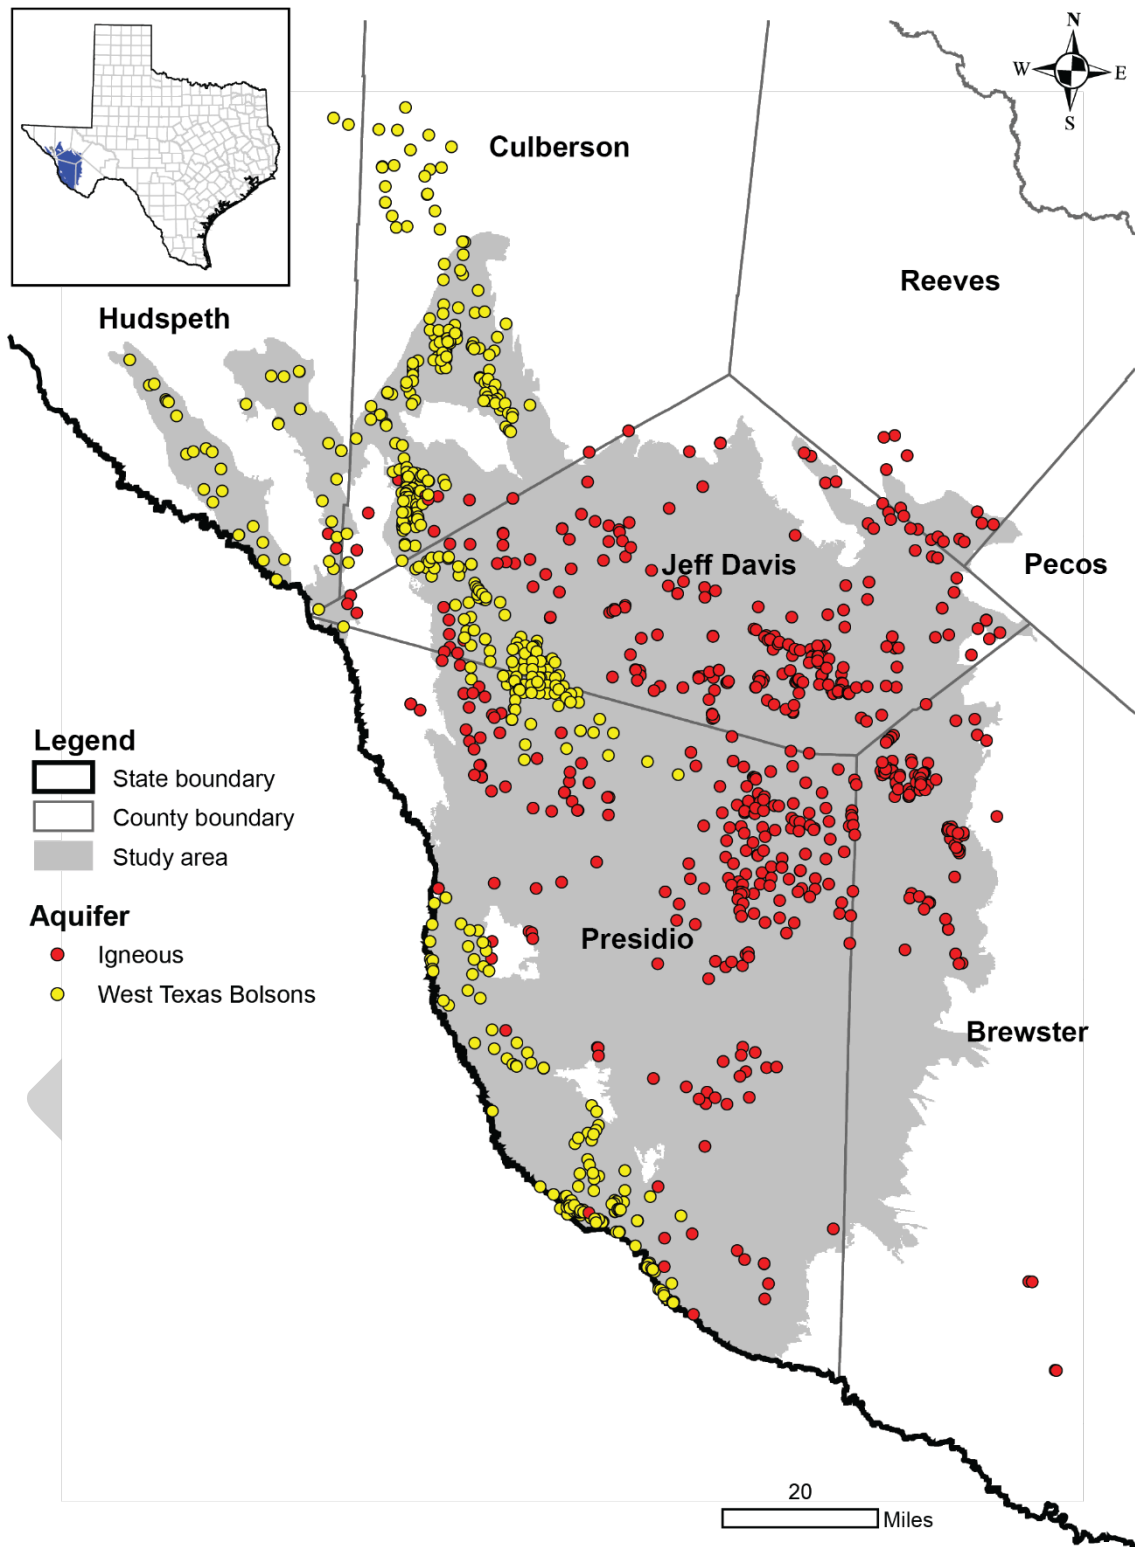 N
W
E
S
Culberson
Reeves
Hudspeth
Jeff Davis
Pecos
Legend
State boundary
County boundary
Study area
Aquifer
Igneous
West Texas Bolsons
Presidio
Brewster
20
Miles